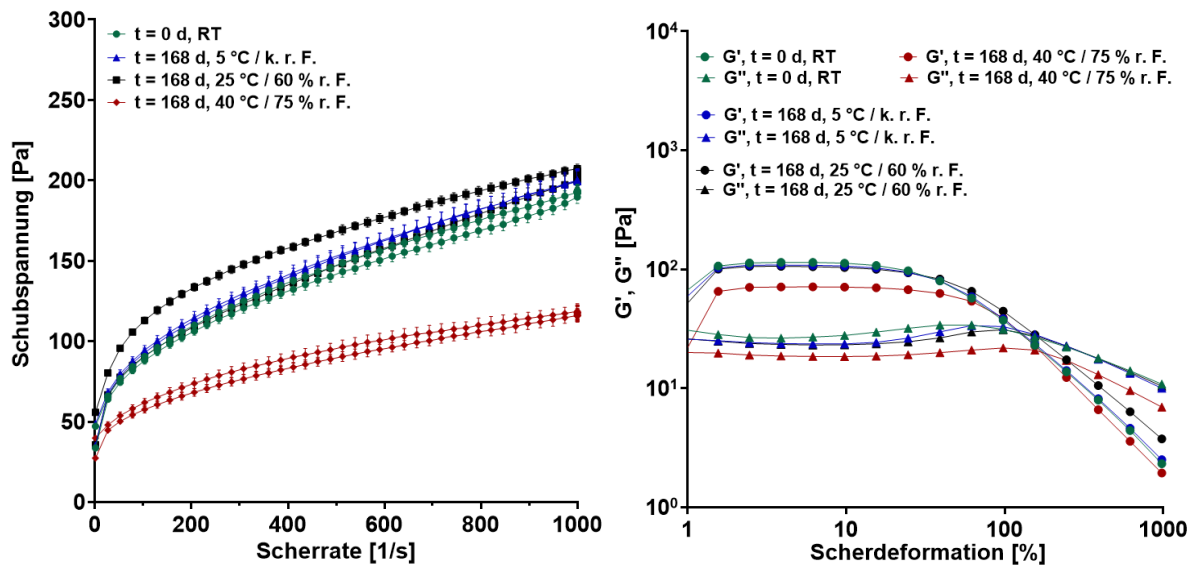 t = 0 d, RT
t = 168 d, 5 °C / k. r. F.
t = 168 d, 25 °C / 60 % r. F.
t = 168 d, 40 °C / 75 % r. F.
Schubspannung [Pa]
300
250
200
150
100
50
0
0 200 400 600 800 1000
Scherrate [1/s]
G', t = 0 d, RT
G'', t = 0 d, RT
G', t = 168 d, 40 °C / 75 % r. F.
G'', t = 168 d, 40 °C / 75 % r. F.
G', t = 168 d, 5 °C / k. r. F.
G'', t = 168 d, 5 °C / k. r. F.
G', t = 168 d, 25 °C / 60 % r. F.
G'', t = 168 d, 25 °C / 60 % r. F.
G', G'' [Pa]
10⁴
10³
10²
10¹
10⁰
1 10 100 1000
Scherdeformation [%]